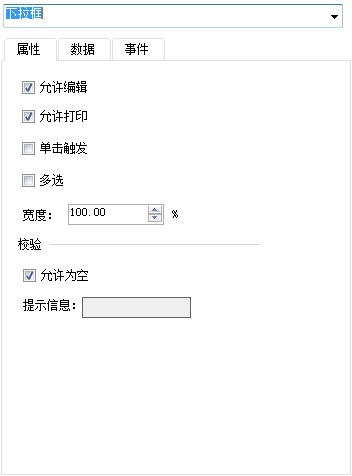 下拉框
属性 数据 事件
允许编辑
允许打印
单击触发
多选
宽度： 100.00 %
校验
允许为空
提示信息：